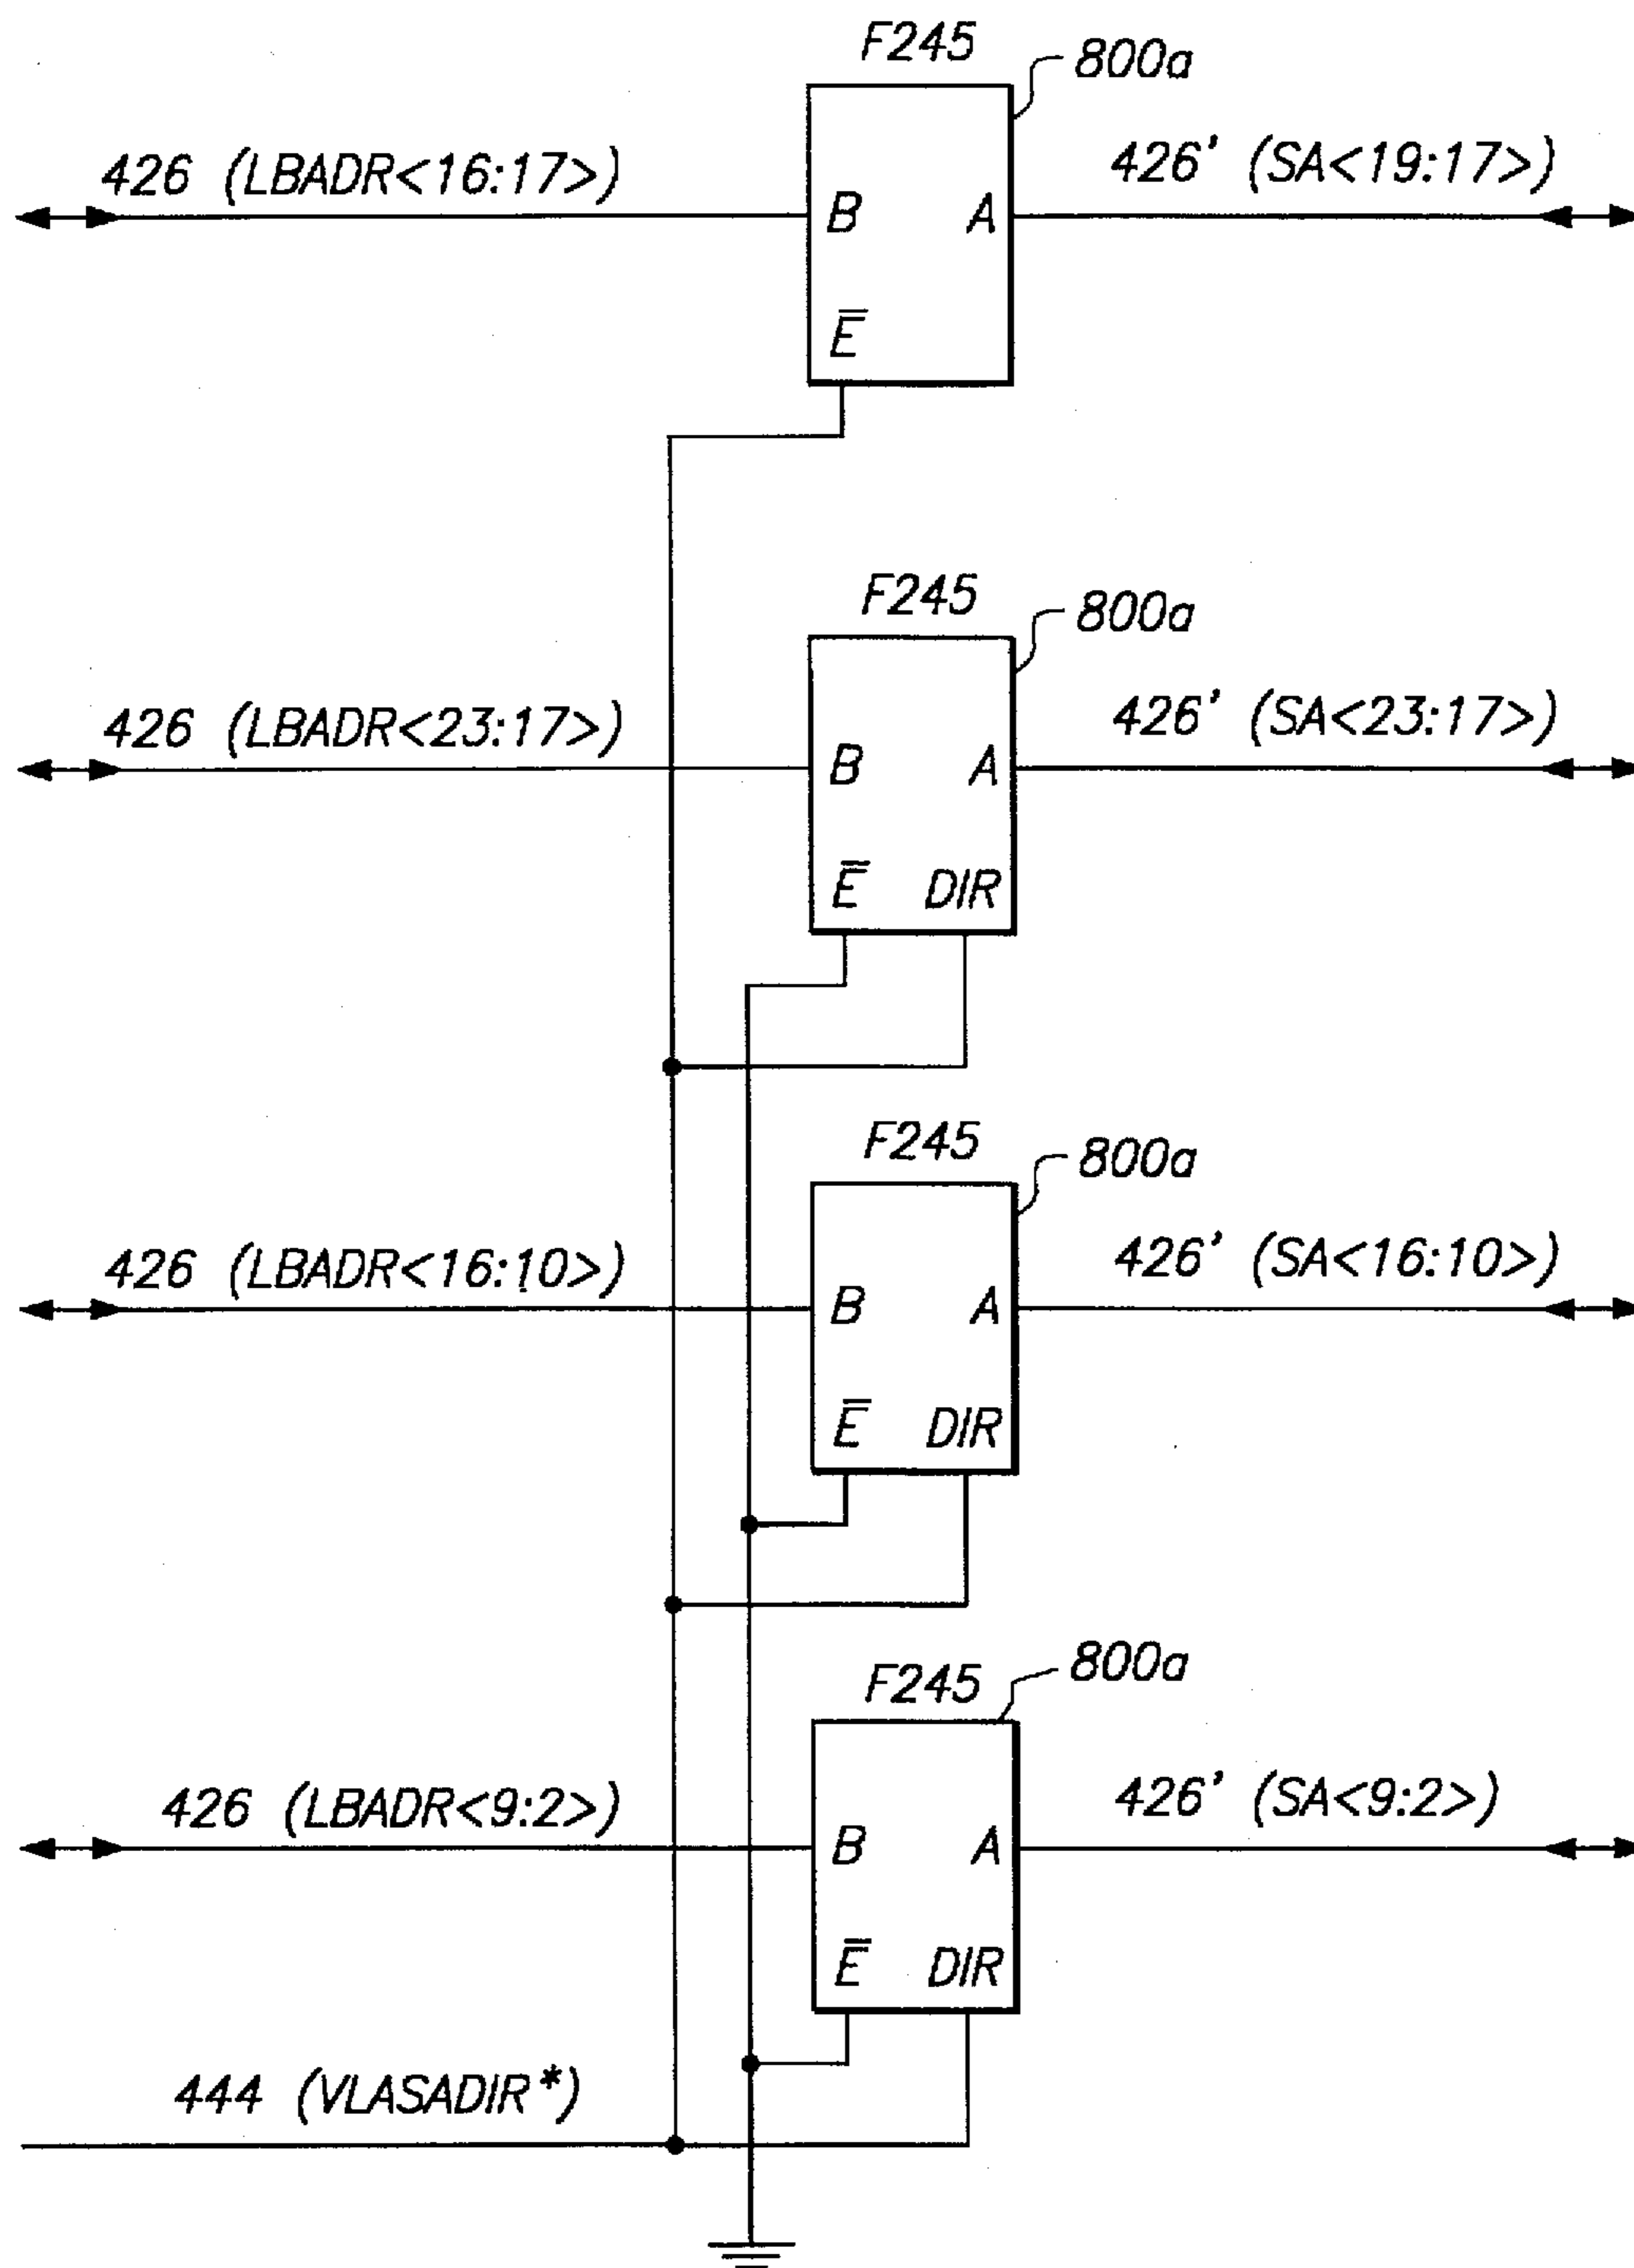 F245
800a
426 (LBADR<16:17>)
426' (SA<19:17>)
B A
E̅
F245
800a
426 (LBADR<23:17>)
426' (SA<23:17>)
B A
E̅ DIR
F245
800a
426 (LBADR<16:10>)
426' (SA<16:10>)
B A
E̅ DIR
F245
800a
426 (LBADR<9:2>)
426' (SA<9:2>)
B A
E̅ DIR
444 (VLASADIR*)